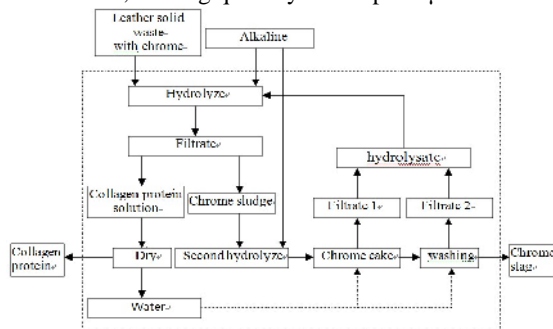 Leather solid
waste
with chrome
Alkaline
Hydrolyze
Filtrate
hydrolysate
Collagen protein
solution
Chrome sludge
Filtrate 1
Filtrate 2
Collagen
protein
Dry
Second hydrolyze
Chrome cake
washing
Chrome
slag
Water